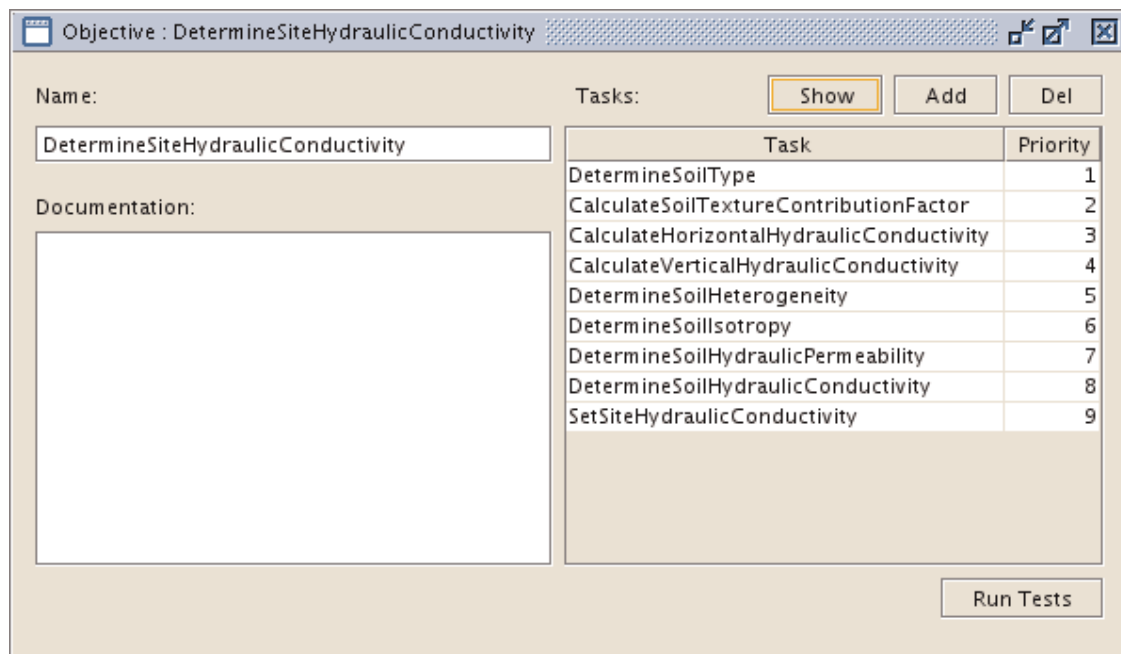 Objective : DetermineSiteHydraulicConductivity
Name:
DetermineSiteHydraulicConductivity
Documentation:
Tasks:
Show
Add
Del
Task Priority
DetermineSoilType 1
CalculateSoilTextureContributionFactor 2
CalculateHorizontalHydraulicConductivity 3
CalculateVerticalHydraulicConductivity 4
DetermineSoilHeterogeneity 5
DetermineSoilIsotropy 6
DetermineSoilHydraulicPermeability 7
DetermineSoilHydraulicConductivity 8
SetSiteHydraulicConductivity 9
Run Tests